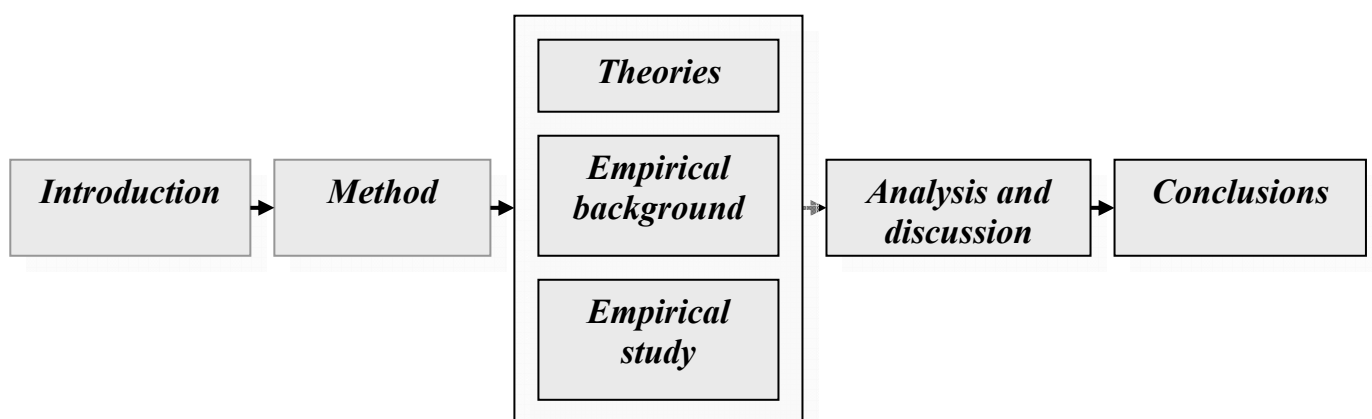 Introduction
Method
Theories
Empirical
background
Empirical
study
Analysis and
discussion
Conclusions